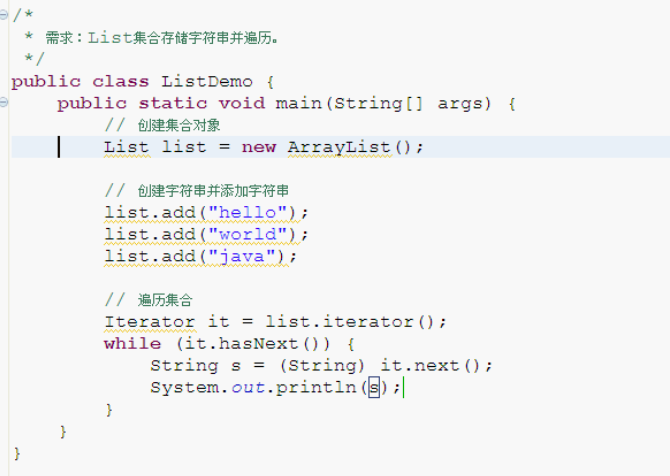 /*
 * 需求：List集合存储字符串并遍历。
 */
public class ListDemo {
    public static void main(String[] args) {
        // 创建集合对象
        List list = new ArrayList();

        // 创建字符串并添加字符串
        list.add("hello");
        list.add("world");
        list.add("java");

        // 遍历集合
        Iterator it = list.iterator();
        while (it.hasNext()) {
            String s = (String) it.next();
            System.out.println(s);
        }
    }
}